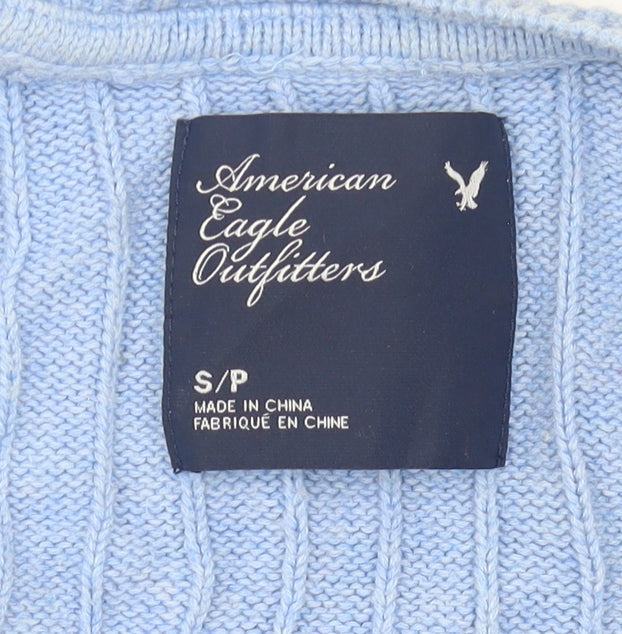 American
Eagle
Outfitters
S/P
MADE IN CHINA
FABRIQUÉ EN CHINE